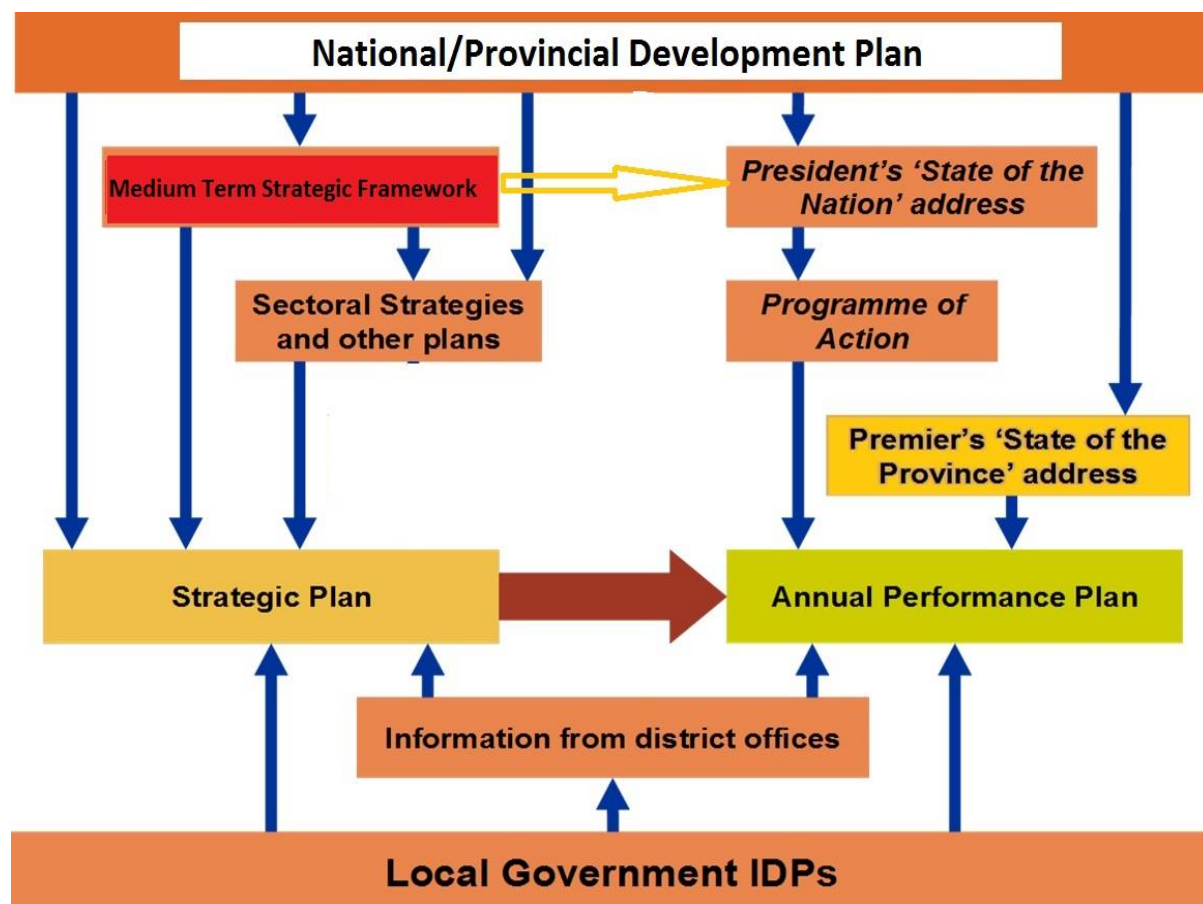 National/Provincial Development Plan
Medium Term Strategic Framework
President’s ‘State of the
Nation’ address
Sectoral Strategies
and other plans
Programme of
Action
Premier’s ‘State of the
Province’ address
Strategic Plan
Annual Performance Plan
Information from district offices
Local Government IDPs